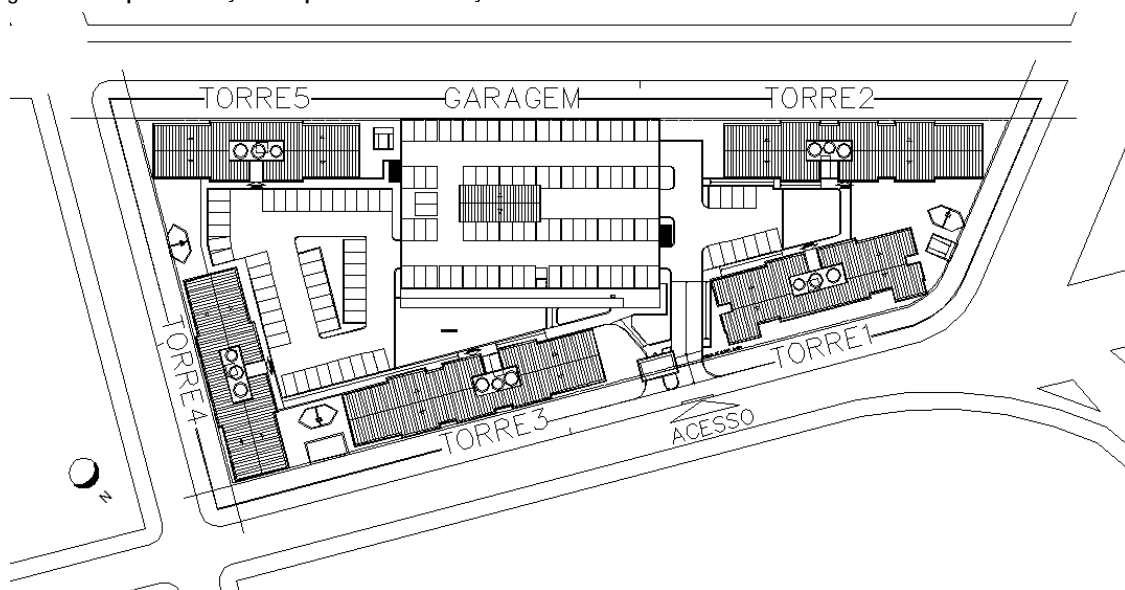 TORRE5
GARAGEM
TORRE2
TORRE4
TORRE3
TORRE1
ACESSO
N